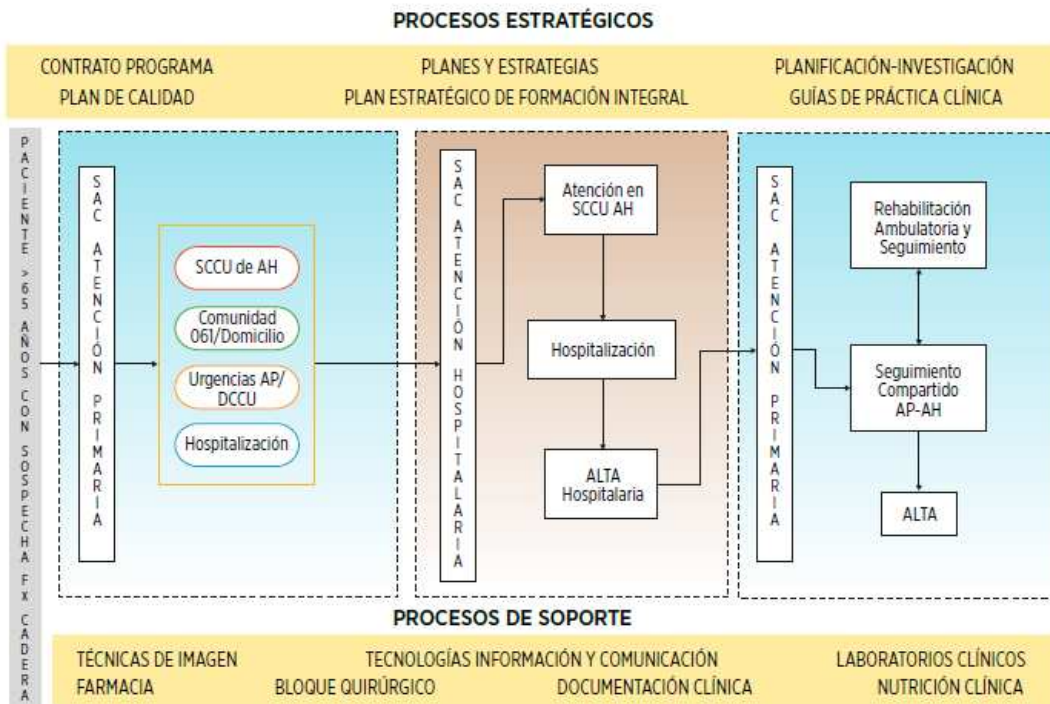 PROCESOS ESTRATÉGICOS
CONTRATO PROGRAMA
PLANES Y ESTRATEGIAS
PLANIFICACIÓN-INVESTIGACIÓN
PLAN DE CALIDAD
PLAN ESTRATÉGICO DE FORMACIÓN INTEGRAL
GUÍAS DE PRÁCTICA CLÍNICA
PACIENTE >65 AÑOS CON SOSPECHA FX CADERA
SAC ATENCIÓN PRIMARIA
SCCU de AH
Comunidad
061/Domicilio
Urgencias AP/
DCCU
Hospitalización
SAC ATENCIÓN HOSPITALARIA
Atención en
SCCU AH
Hospitalización
ALTA
Hospitalaria
SAC ATENCIÓN PRIMARIA
Rehabilitación
Ambulatoria y
Seguimiento
Seguimiento
Compartido
AP-AH
ALTA
PROCESOS DE SOPORTE
TÉCNICAS DE IMAGEN
TECNOLOGÍAS INFORMACIÓN Y COMUNICACIÓN
LABORATORIOS CLÍNICOS
FARMACIA
BLOQUE QUIRÚRGICO
DOCUMENTACIÓN CLÍNICA
NUTRICIÓN CLÍNICA